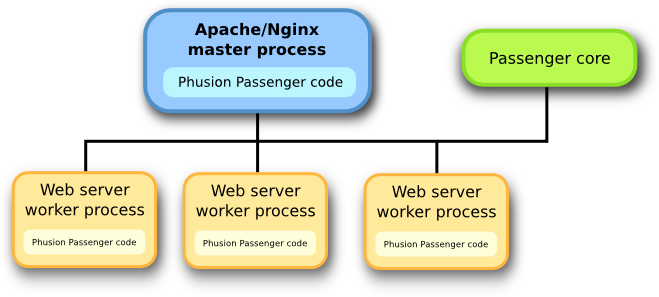 Apache/Nginx
master process
Phusion Passenger code
Passenger core
Web server
worker process
Phusion Passenger code
Web server
worker process
Phusion Passenger code
Web server
worker process
Phusion Passenger code